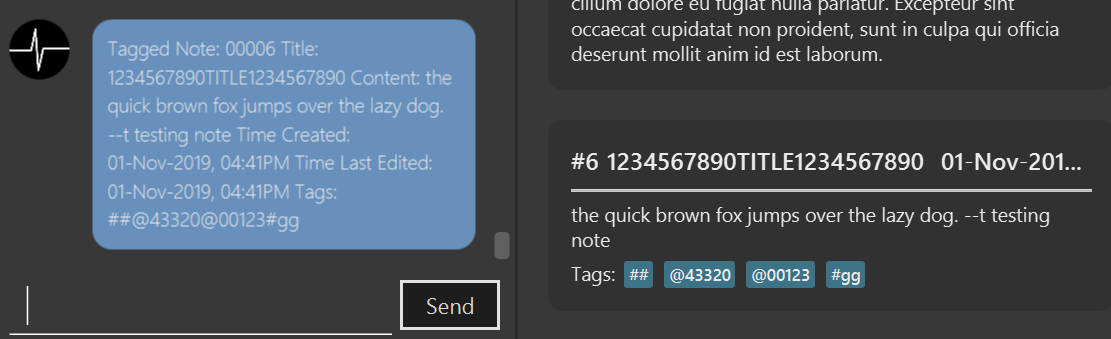 Tagged Note: 00006 Title:
1234567890TITLE1234567890 Content: the
quick brown fox jumps over the lazy dog.
--t testing note Time Created:
01-Nov-2019, 04:41PM Time Last Edited:
01-Nov-2019, 04:41PM Tags:
##@43320@00123#gg
Send
cillum dolore eu fugiat nulla pariatur. Excepteur sint
occaecat cupidatat non proident, sunt in culpa qui officia
deserunt mollit anim id est laborum.
#6 1234567890TITLE1234567890 01-Nov-201...
the quick brown fox jumps over the lazy dog. --t testing
note
Tags: ## @43320 @00123 #gg